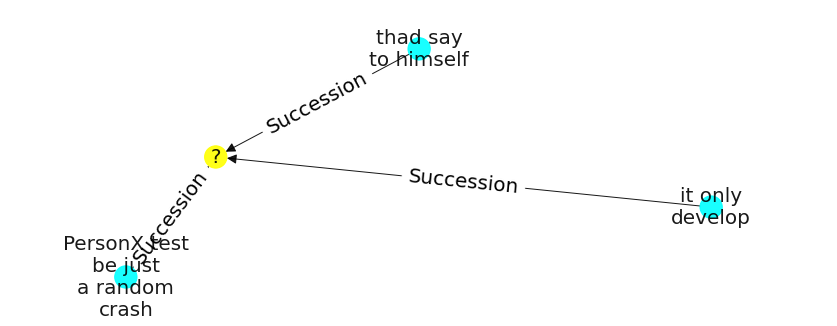 thad say
to himself
Succession
?
Succession
it only
develop
Succession
PersonX test
be just
a random
crash